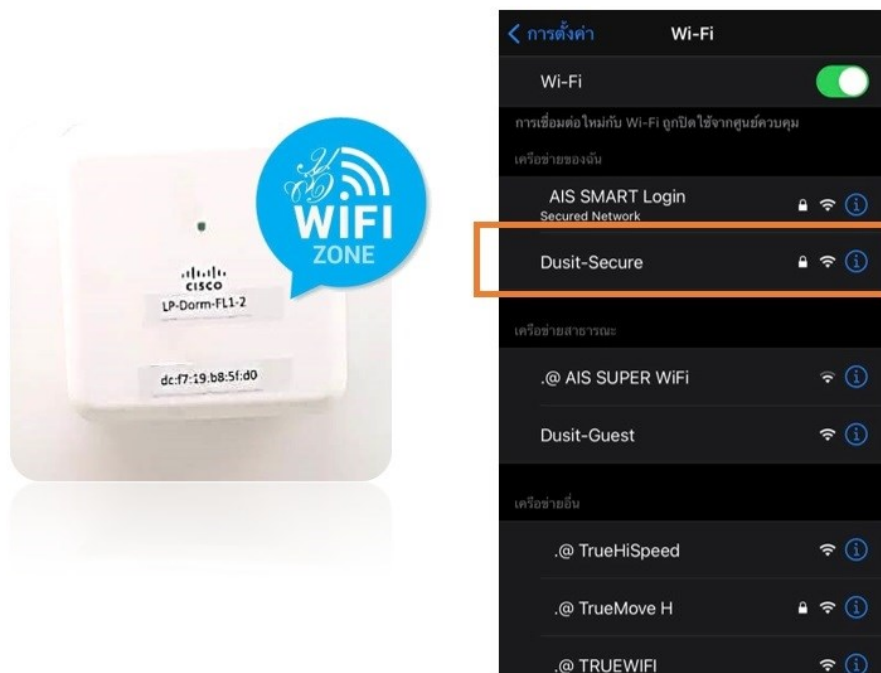 WiFi
ZONE
CISCO
LP-Dorm-FL1-2
dc:f7:19:b8:5f:d0
การตั้งค่า
Wi-Fi
Wi-Fi
การเชื่อมต่อใหม่กับ Wi-Fi ถูกปิดใช้จากศูนย์ควบคุม
เครือข่ายของฉัน
AIS SMART Login
Secured Network
Dusit-Secure
เครือข่ายสาธารณะ
.@ AIS SUPER WiFi
Dusit-Guest
เครือข่ายอื่น
.@ TrueHiSpeed
.@ TrueMove H
.@ TRUEWIFI